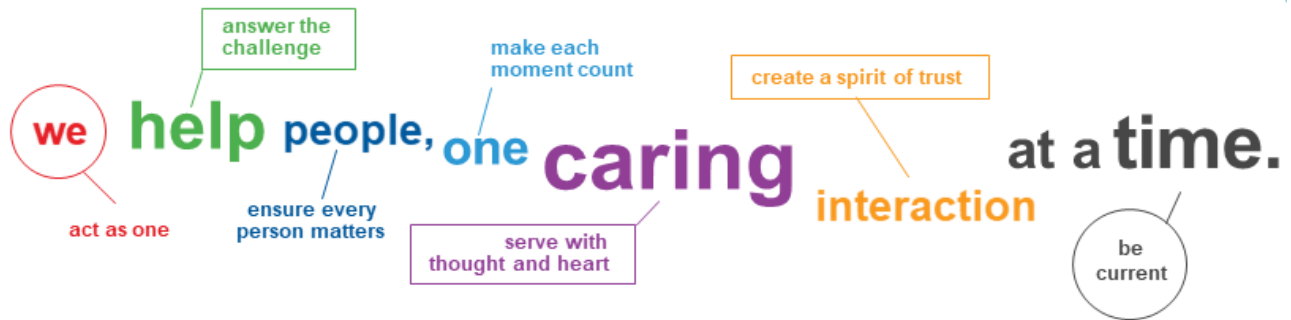 answer the
challenge
make each
moment count
create a spirit of trust
we help people, one caring interaction at a time.
act as one
ensure every
person matters
serve with
thought and heart
be
current